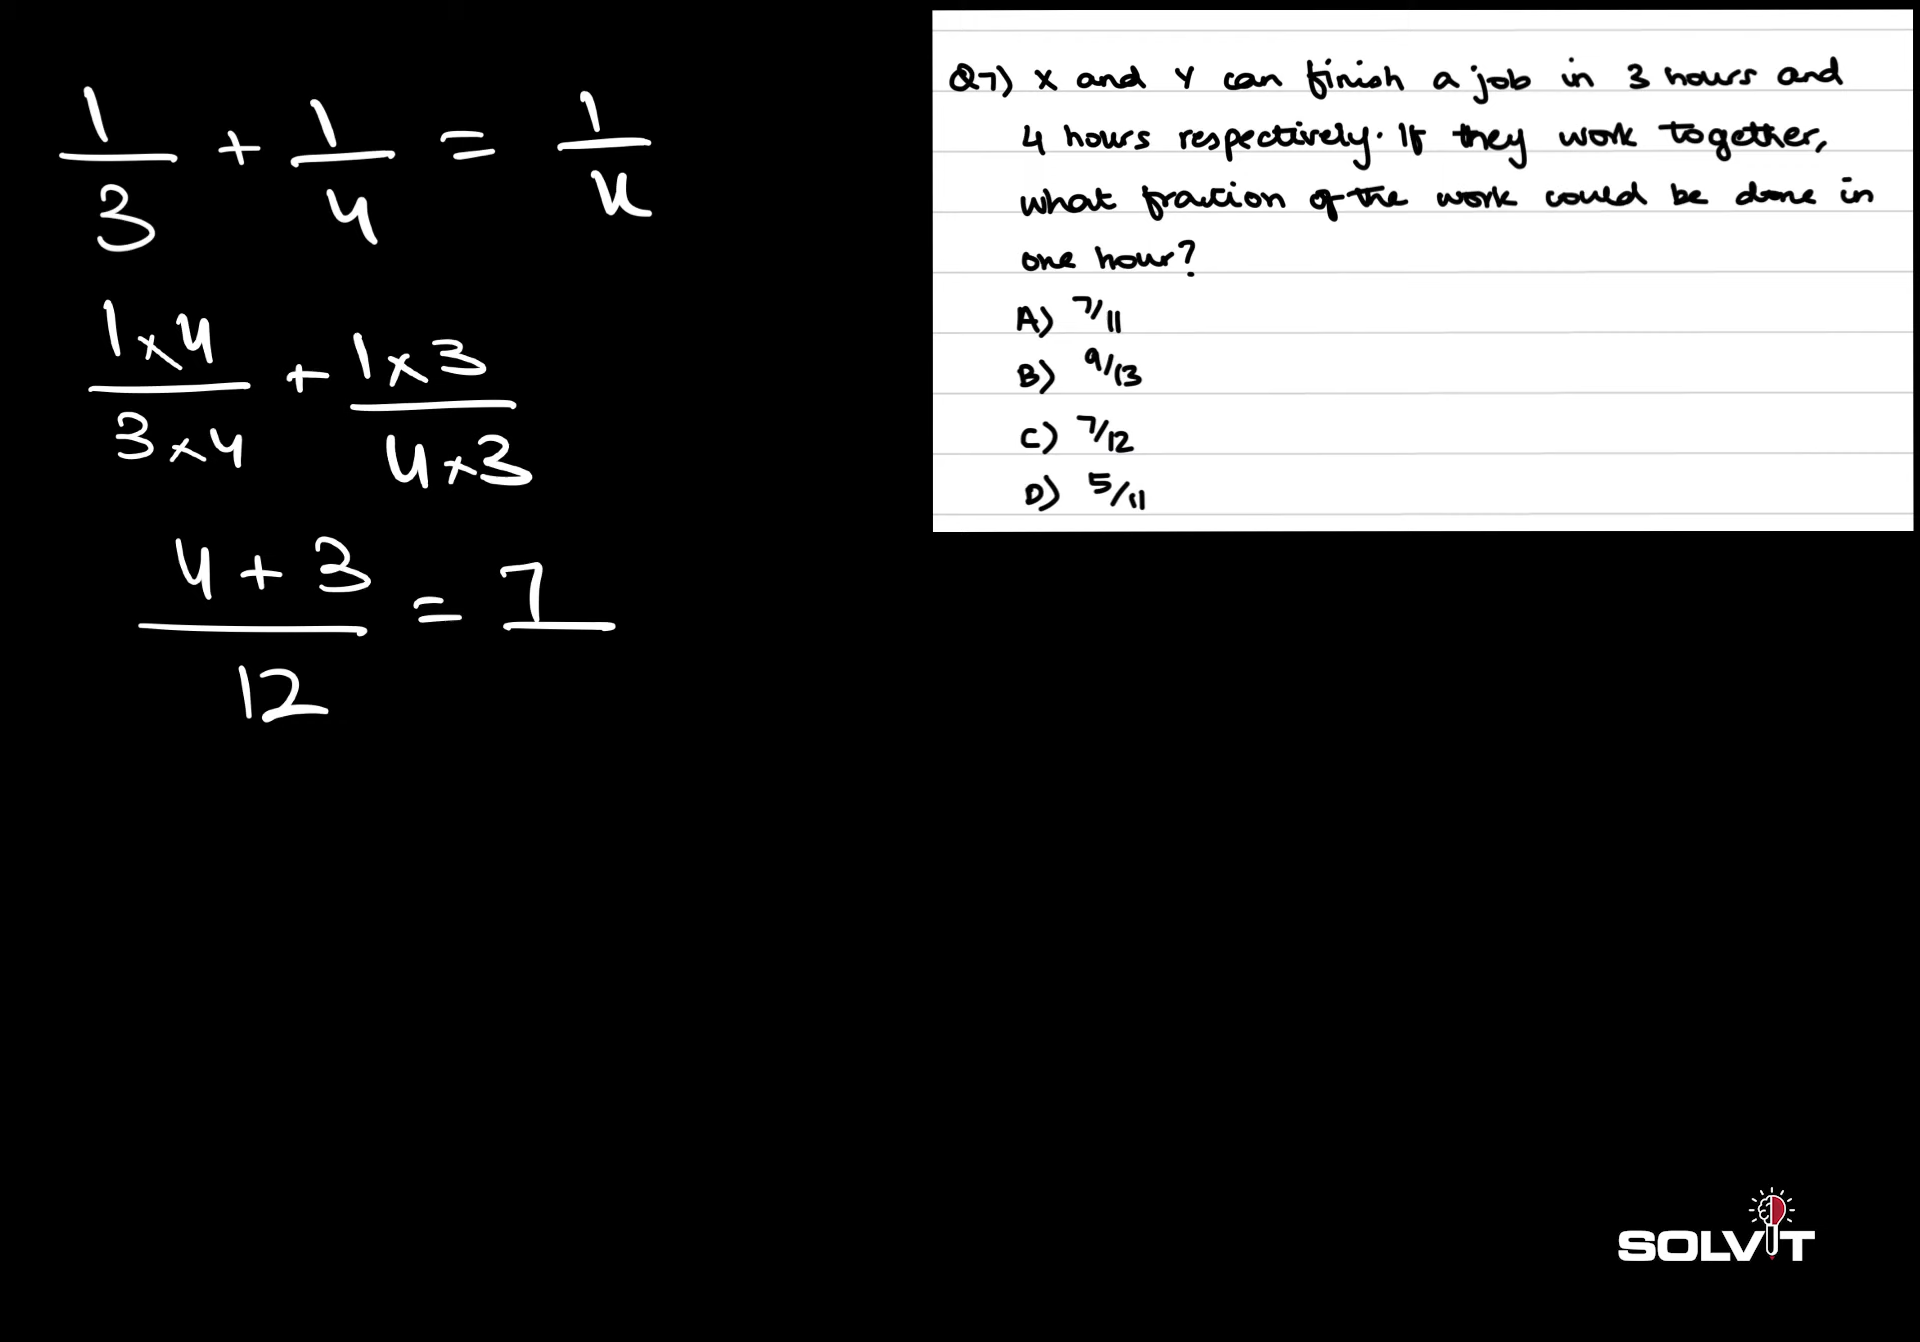 1/3 + 1/4 = 1/x
1×4/3×4 + 1×3/4×3
4+3/12 = 7
Q7) X and Y can finish a job in 3 hours and
4 hours respectively. If they work together,
what fraction of the work could be done in
one hour?
A) 7/11
B) 9/13
C) 7/12
D) 5/11
SOLVIT